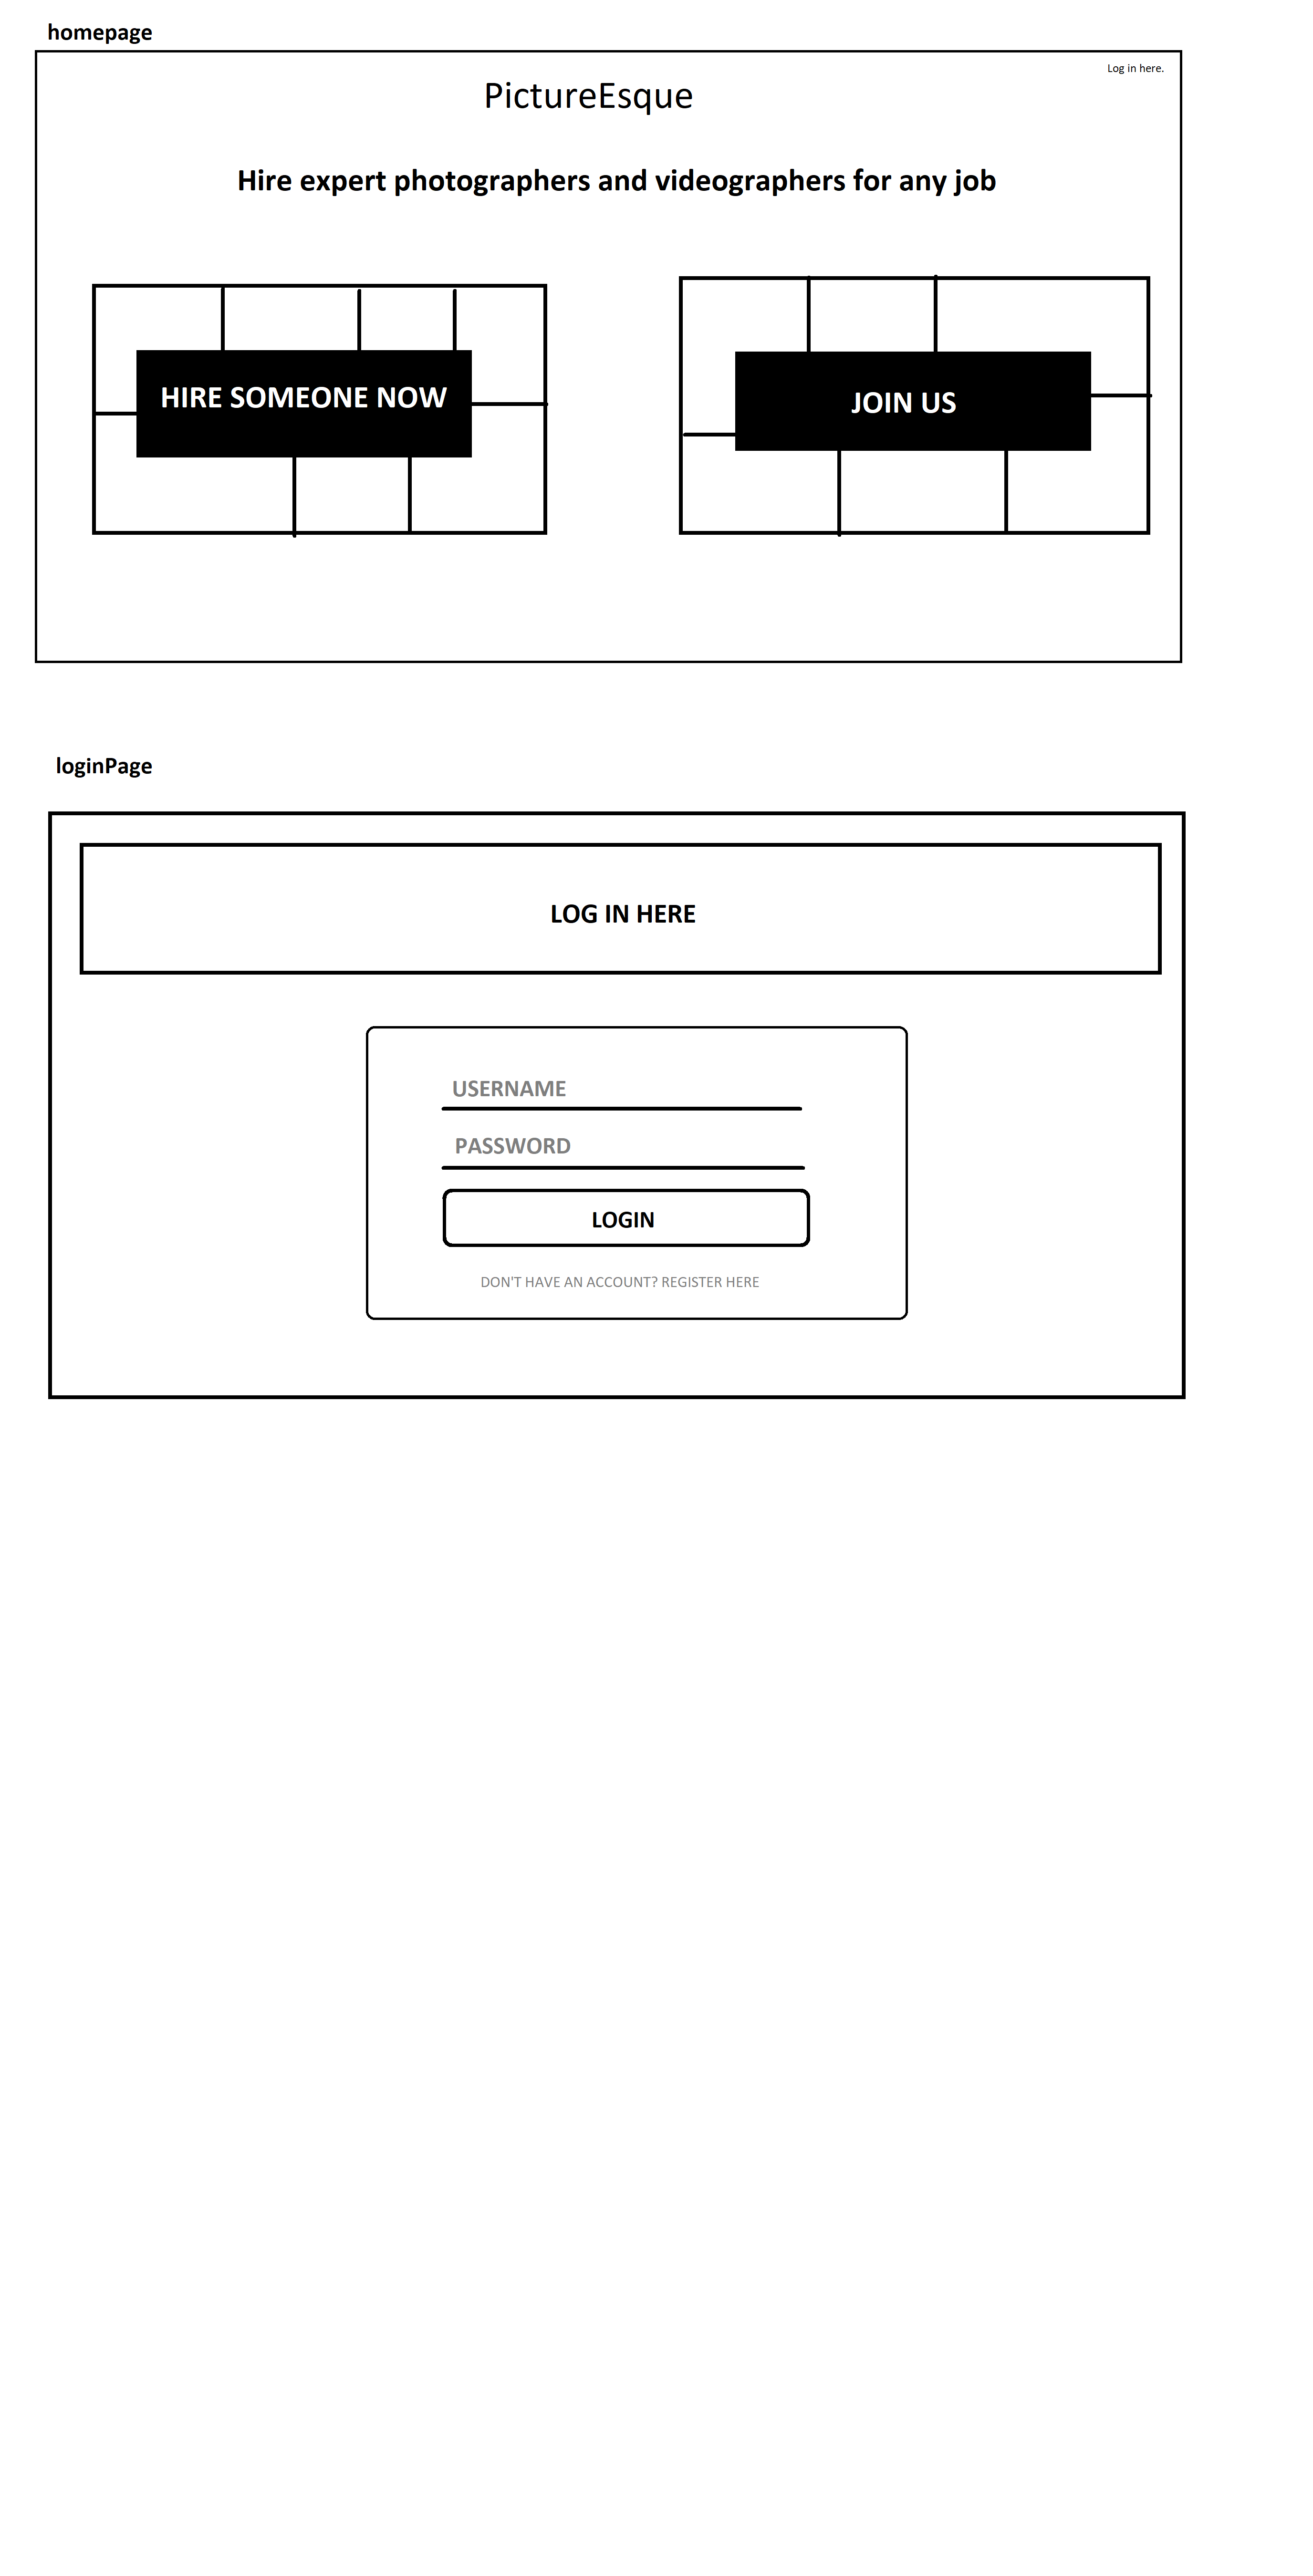 homepage
Log in here.
PictureEsque
Hire expert photographers and videographers for any job
HIRE SOMEONE NOW
JOIN US
loginPage
LOG IN HERE
USERNAME
PASSWORD
LOGIN
DON'T HAVE AN ACCOUNT? REGISTER HERE